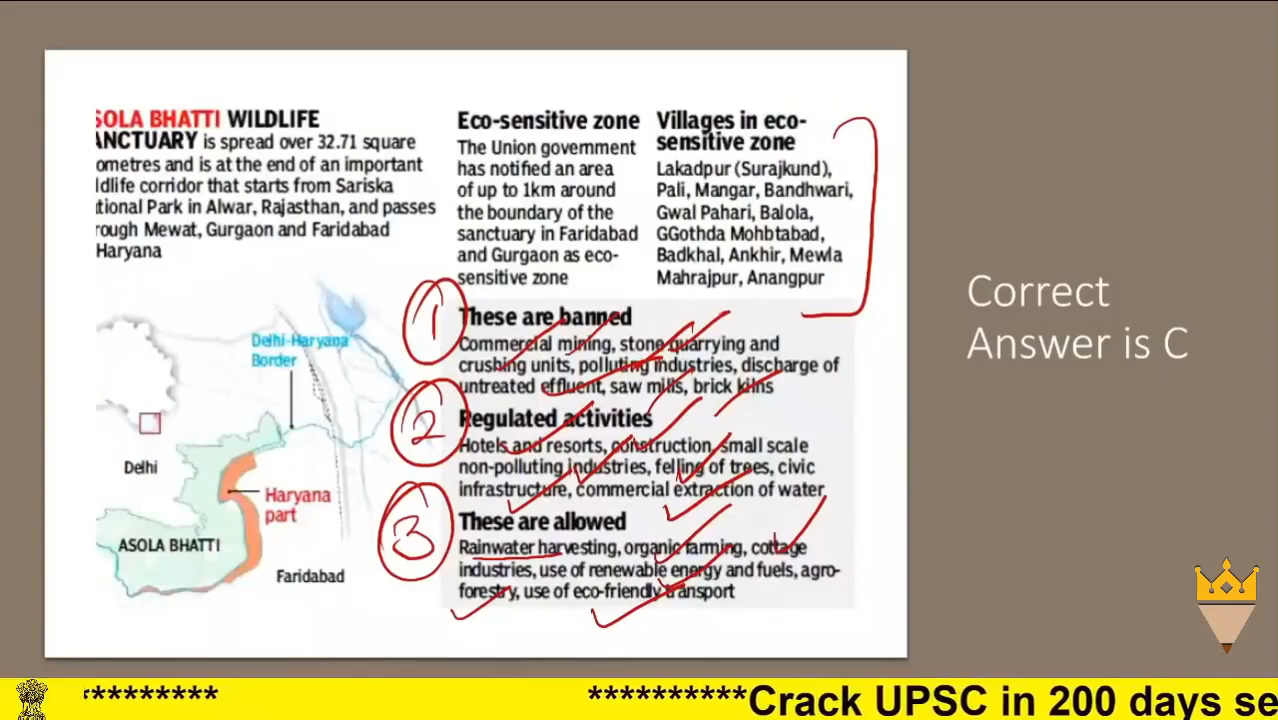 SOLA BHATTI WILDLIFE
ANCTUARY is spread over 32.71 square
ometres and is at the end of an important
ldlife corridor that starts from Sariska
tional Park in Alwar, Rajasthan, and passes
rough Mewat, Gurgaon and Faridabad
Haryana
Eco-sensitive zone
The Union government
has notified an area
of up to 1km around
the boundary of the
sanctuary in Faridabad
and Gurgaon as eco-
sensitive zone
Villages in eco-
sensitive zone
Lakadpur (Surajkund),
Pali, Mangar, Bandhwari,
Gwal Pahari, Balola,
GGothda Mohbtabad,
Badkhal, Ankhir, Mewla
Mahrajpur, Anangpur
Delhi-Haryana
Border
Delhi
Haryana
part
ASOLA BHATTI
Faridabad
1
These are banned
Commercial mining, stone quarrying and
crushing units, polluting industries, discharge of
untreated effluent, saw mills, brick kilns
2
Regulated activities
Hotels and resorts, construction, small scale
non-polluting industries, felling of trees, civic
infrastructure, commercial extraction of water
3
These are allowed
Rainwater harvesting, organic farming, cottage
industries, use of renewable energy and fuels, agro-
forestry, use of eco-friendly transport
Correct
Answer is C
********* **********Crack UPSC in 200 days se